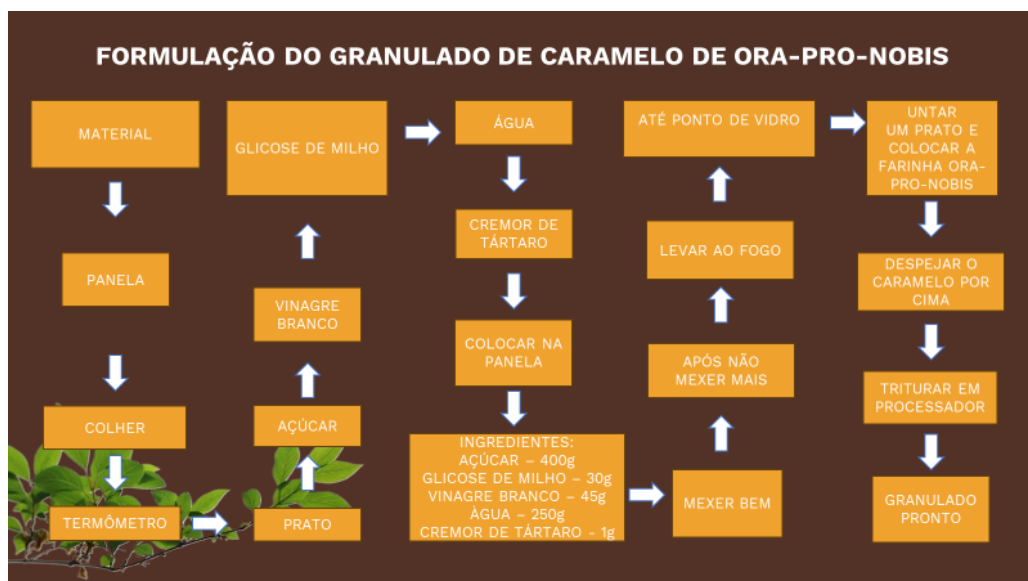 FORMULAÇÃO DO GRANULADO DE CARAMELO DE ORA-PRO-NOBIS
MATERIAL
PANELA
COLHER
TERMÔMETRO
PRATO
AÇÚCAR
VINAGRE
BRANCO
GLICOSE DE MILHO
ÁGUA
CREMOR DE
TÁRTARO
COLOCAR NA
PANELA
INGREDIENTES:
AÇÚCAR – 400g
GLICOSE DE MILHO – 30g
VINAGRE BRANCO – 45g
ÀGUA – 250g
CREMOR DE TÁRTARO - 1g
MEXER BEM
APÓS NÃO
MEXER MAIS
LEVAR AO FOGO
ATÉ PONTO DE VIDRO
UNTAR
UM PRATO E
COLOCAR A
FARINHA ORA-
PRO-NOBIS
DESPEJAR O
CARAMELO POR
CIMA
TRITURAR EM
PROCESSADOR
GRANULADO
PRONTO